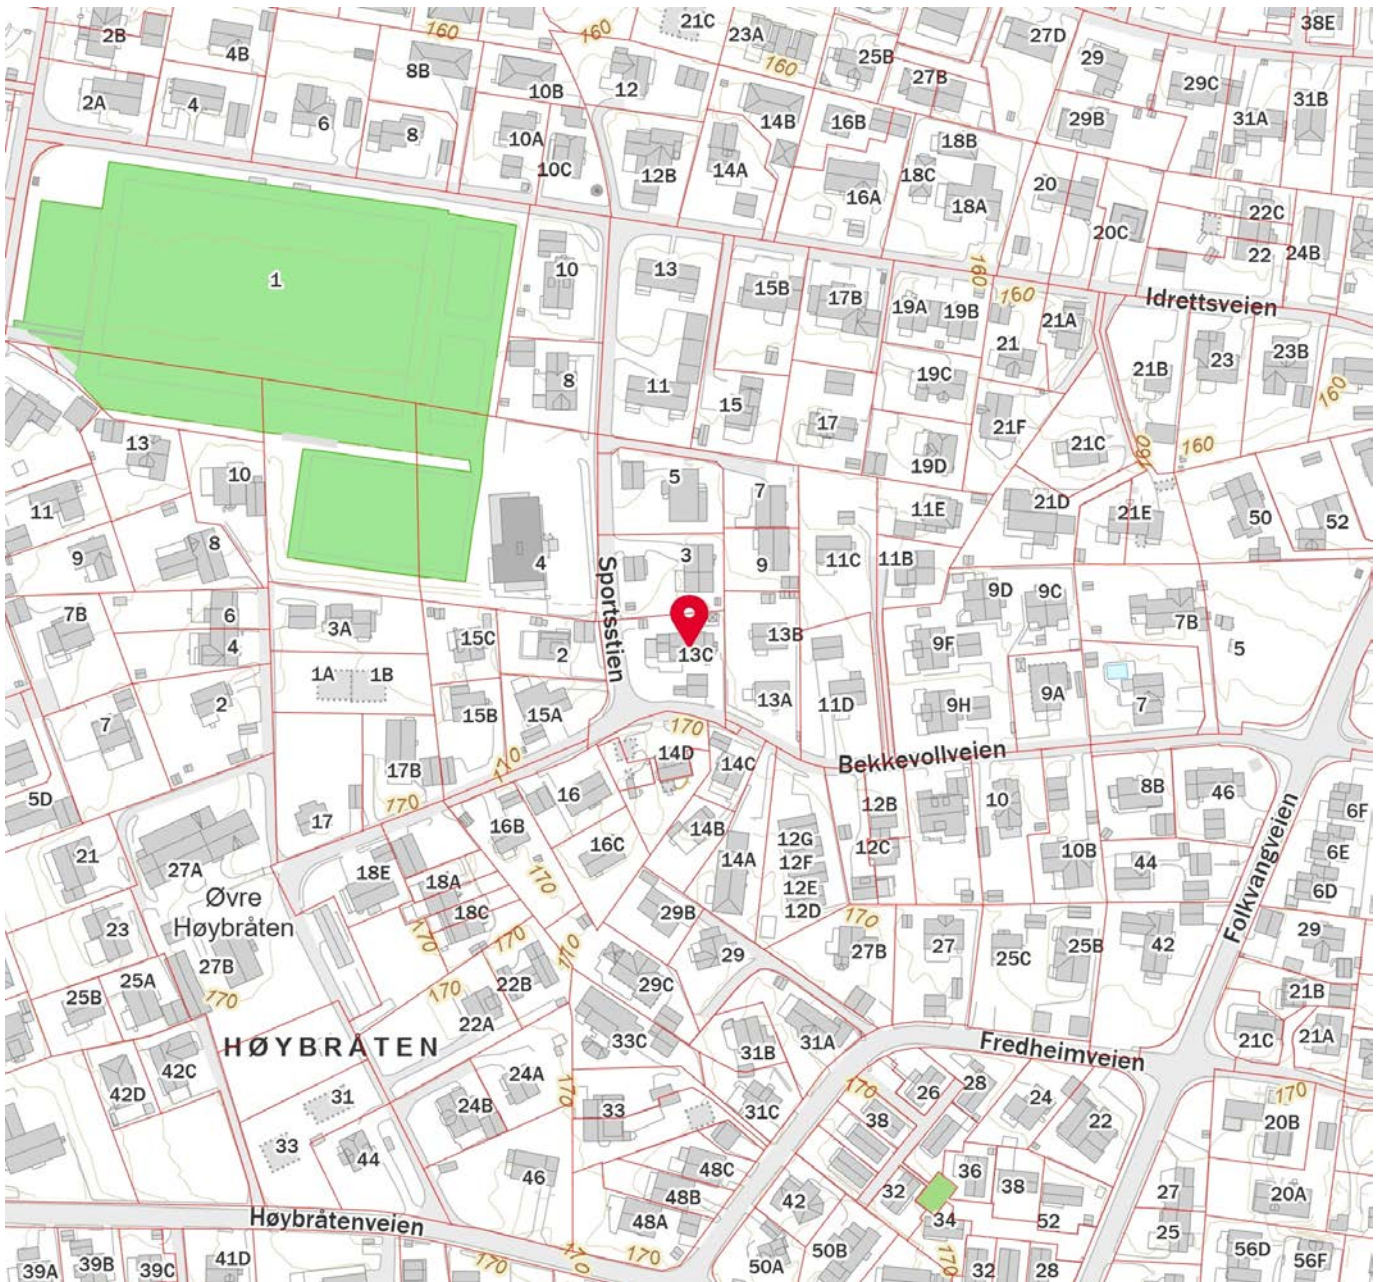 2B
4B
160
8B
160
21C
23A
160
25B
27D
29
38E
2A
4
6
8
10B
12
14B
16B
27B
29C
31B
10A
10C
12B
14A
16A
18B
18C
18A
29B
31A
20
20C
22C
22
24B
1
10
13
15B
17B
19A
19B
160
160
21A
Idrettsveien
8
11
15
17
19C
21
21B
23
23B
160
13
10
5
7
19D
21F
21C
160
160
11
9
8
4
Sportsstien
3
9
11C
11E
11B
21D
21E
50
52
7B
6
4
3A
15C
2
13C
13B
9F
9D
9C
7B
5
1A
1B
2
7
15B
15A
13A
11D
9H
9A
7
170
170
Bekkevollveien
5D
17B
170
16
14D
14C
12B
10
8B
46
6F
21
27A
17
16B
16C
14B
14A
12G
12F
12E
12D
12C
10B
44
6E
6D
Folkvangveien
Øvre
Høybråten
18E
18A
18C
170
170
170
170
23
27B
25A
25B
170
29B
29
170
27B
27
25C
25B
42
29
22B
22A
170
29C
21B
21C
21A
HØYBRÅTEN
33C
31B
31A
Fredheimveien
42D
42C
31
24A
24B
170
33
31C
170
26
28
24
22
170
20B
33
44
46
48C
48B
48A
38
36
38
32
34
52
42
27
25
20A
Høybråtenveien
170
170
170
50A
50B
170
32
28
56D
56F
39A
39B
39C
41D